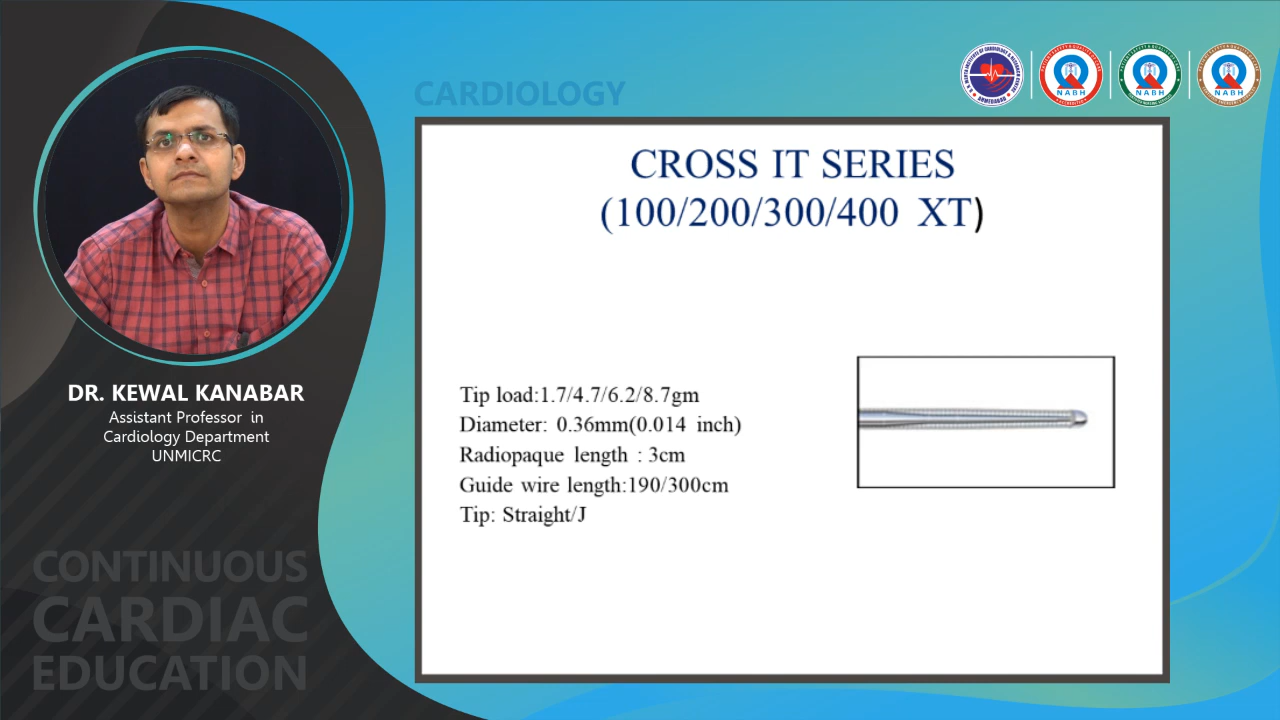 CARDIOLOGY
NABH
NABH
NABH
CROSS IT SERIES
(100/200/300/400 XT)
Tip load:1.7/4.7/6.2/8.7gm
Diameter: 0.36mm(0.014 inch)
Radiopaque length : 3cm
Guide wire length:190/300cm
Tip: Straight/J
DR. KEWAL KANABAR
Assistant Professor in
Cardiology Department
UNMICRC
CONTINUOUS
CARDIAC
EDUCATION